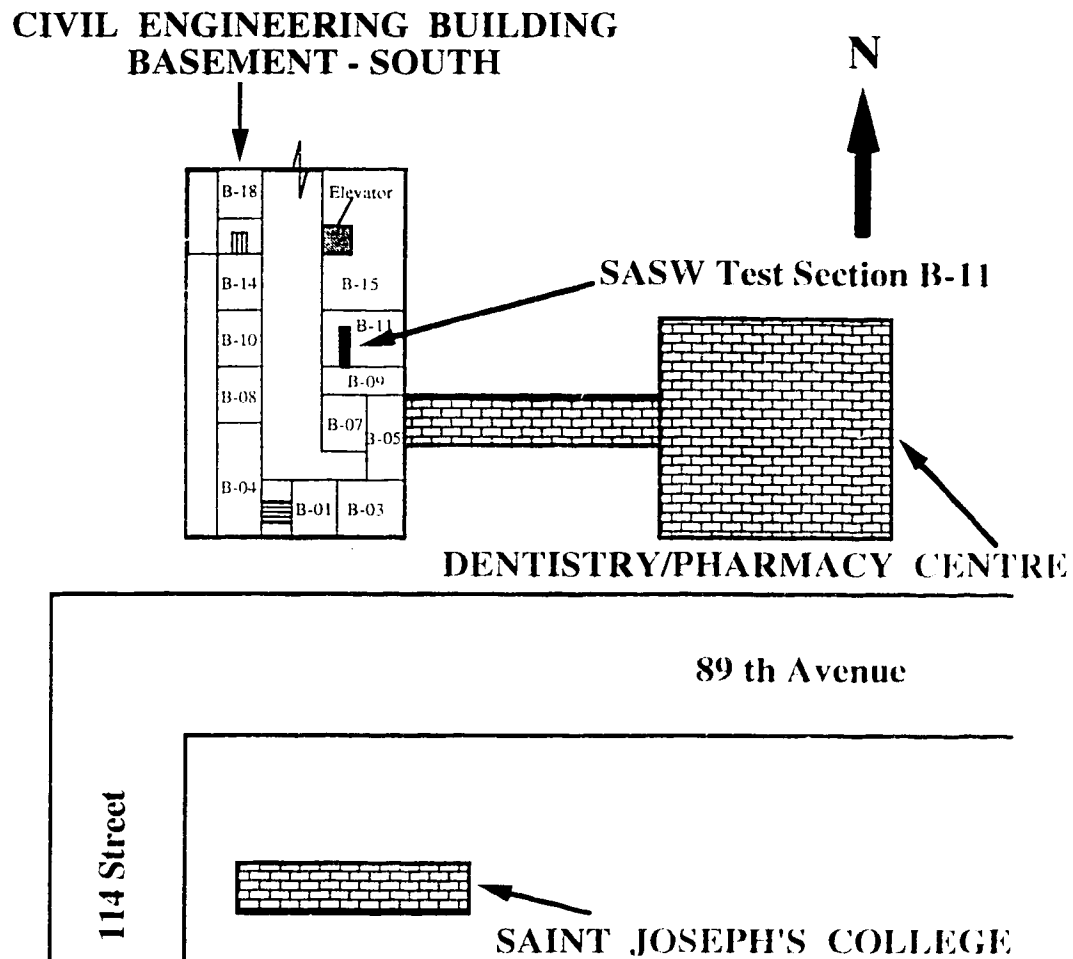 CIVIL ENGINEERING BUILDING
BASEMENT - SOUTH
N
B-18
Elevator
SASW Test Section B-11
B-14
B-15
B-11
B-10
B-09
B-08
B-07
B-05
B-04
B-01
B-03
DENTISTRY/PHARMACY CENTRE
89 th Avenue
114 Street
SAINT JOSEPH'S COLLEGE